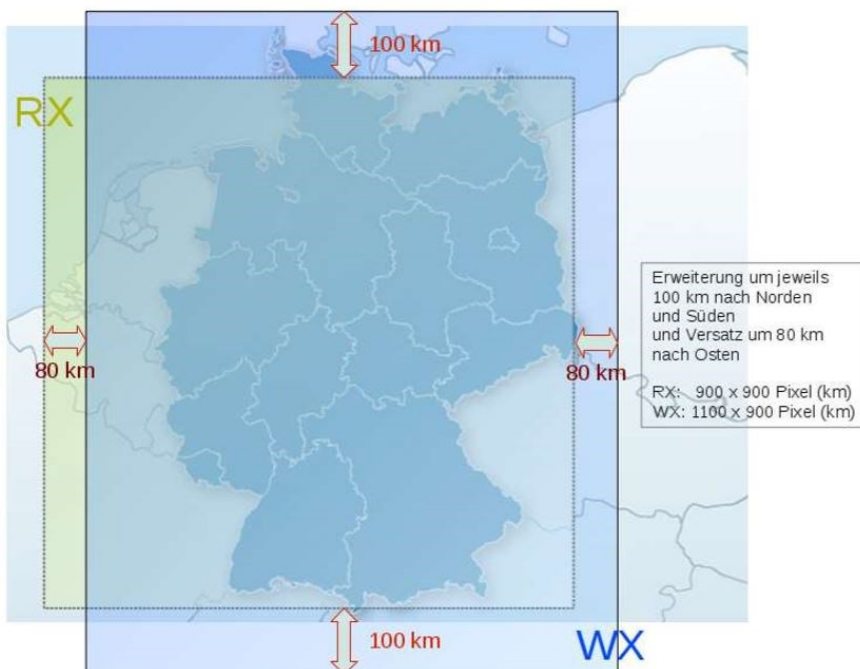 100 km
RX
Erweiterung um jeweils
100 km nach Norden
und Süden
und Versatz um 80 km
nach Osten
RX: 900 x 900 Pixel (km)
WX: 1100 x 900 Pixel (km)
80 km
80 km
100 km
WX